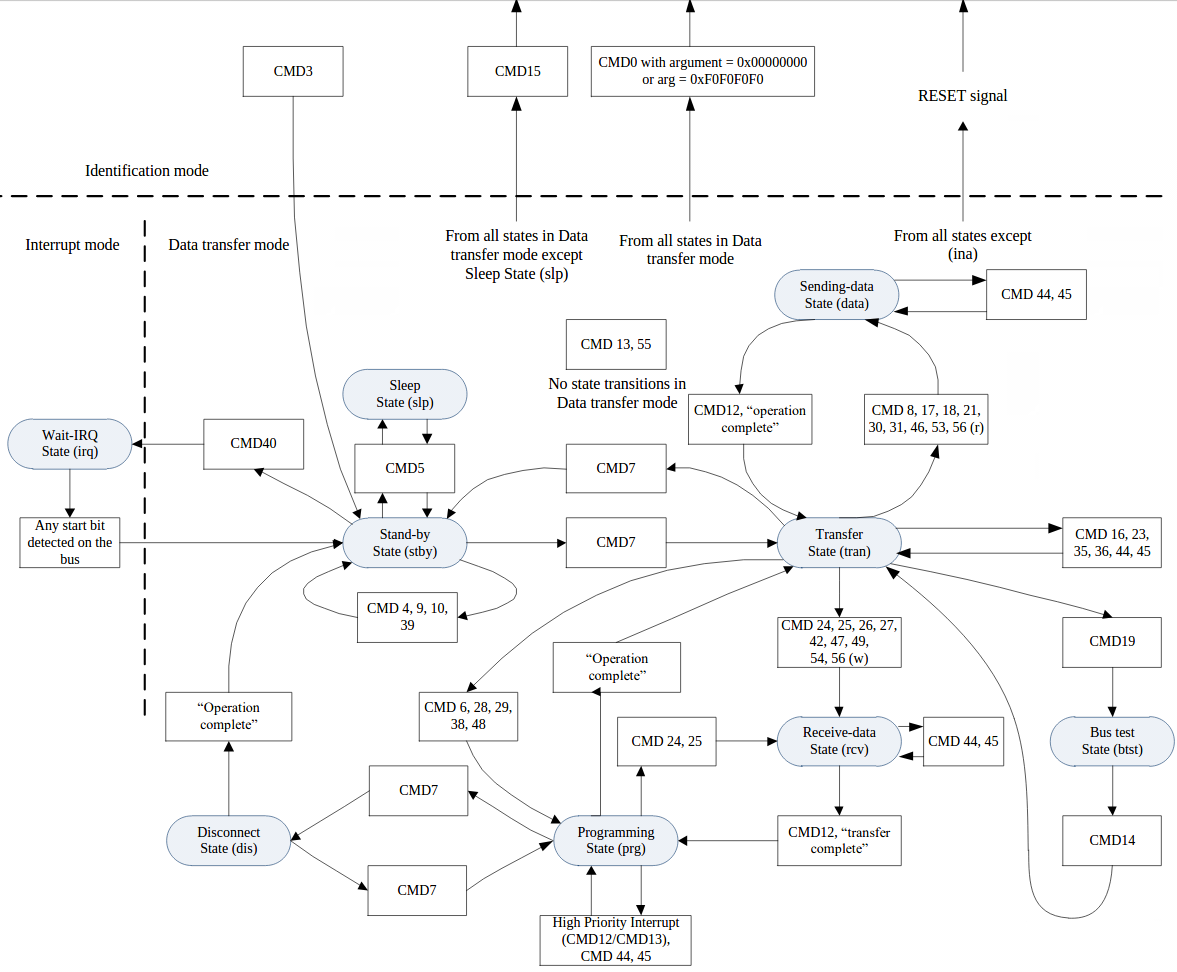 CMD3
CMD15
CMD0 with argument = 0x00000000
or arg = 0xF0F0F0F0
RESET signal
Identification mode
Interrupt mode
Data transfer mode
From all states in Data
transfer mode except
Sleep State (slp)
From all states in Data
transfer mode
From all states except
(ina)
Sending-data
State (data)
CMD 44, 45
CMD 13, 55
No state transitions in
Data transfer mode
Sleep
State (slp)
CMD12, “operation
complete”
CMD 8, 17, 18, 21,
30, 31, 46, 53, 56 (r)
Wait-IRQ
State (irq)
CMD40
CMD5
CMD7
Any start bit
detected on the
bus
Stand-by
State (stby)
CMD7
Transfer
State (tran)
CMD 16, 23,
35, 36, 44, 45
CMD 4, 9, 10,
39
CMD 24, 25, 26, 27,
42, 47, 49,
54, 56 (w)
CMD19
“Operation
complete”
“Operation
complete”
CMD 6, 28, 29,
38, 48
CMD 24, 25
Receive-data
State (rcv)
CMD 44, 45
Bus test
State (btst)
CMD7
Disconnect
State (dis)
Programming
State (prg)
CMD12, “transfer
complete”
CMD14
CMD7
High Priority Interrupt
(CMD12/CMD13),
CMD 44, 45